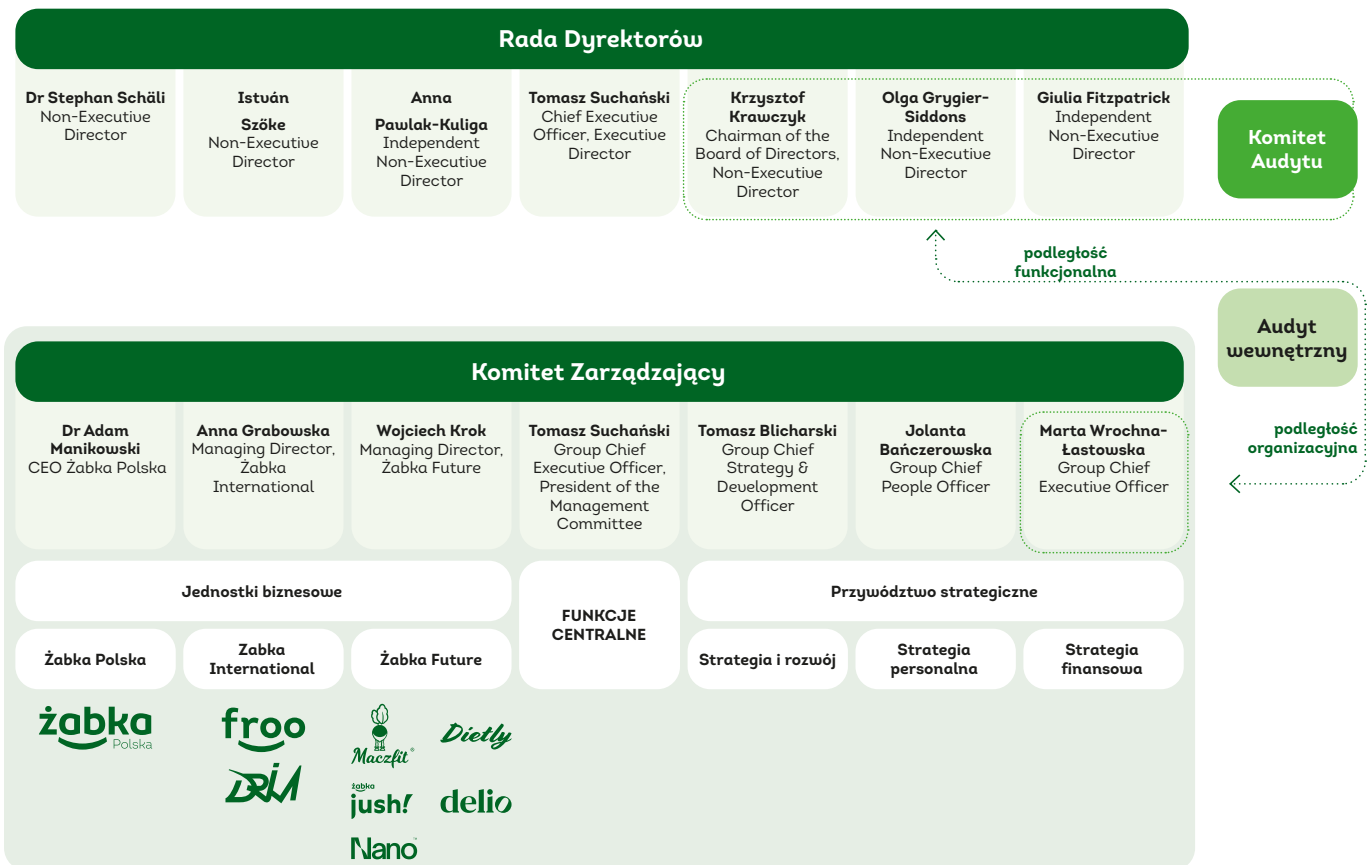 Rada Dyrektorów
Dr Stephan Schäli
Non-Executive
Director
István
Szőke
Non-Executive
Director
Anna
Pawlak-Kuliga
Independent
Non-Executive
Director
Tomasz Suchański
Chief Executive
Officer, Executive
Director
Krzysztof
Krawczyk
Chairman of the
Board of Directors,
Non-Executive
Director
Olga Grygier-
Siddons
Independent
Non-Executive
Director
Giulia Fitzpatrick
Independent
Non-Executive
Director
Komitet
Audytu
podległość
funkcjonalna
Audyt
wewnętrzny
podległość
organizacyjna
Komitet Zarządzający
Dr Adam
Manikowski
CEO Żabka Polska
Anna Grabowska
Managing Director,
Żabka
International
Wojciech Krok
Managing Director,
Żabka Future
Tomasz Suchański
Group Chief
Executive Officer,
President of the
Management
Committee
Tomasz Blicharski
Group Chief
Strategy &
Development
Officer
Jolanta
Bańczerowska
Group Chief
People Officer
Marta Wrochna-
Łastowska
Group Chief
Executive Officer
Jednostki biznesowe
FUNKCJE
CENTRALNE
Przywództwo strategiczne
Żabka Polska
Zabka
International
Żabka Future
Strategia i rozwój
Strategia
personalna
Strategia
finansowa
żabka
Polska
froo
DRIM
Maczfit®
Dietly
żabka
jush!
delio
Nano™